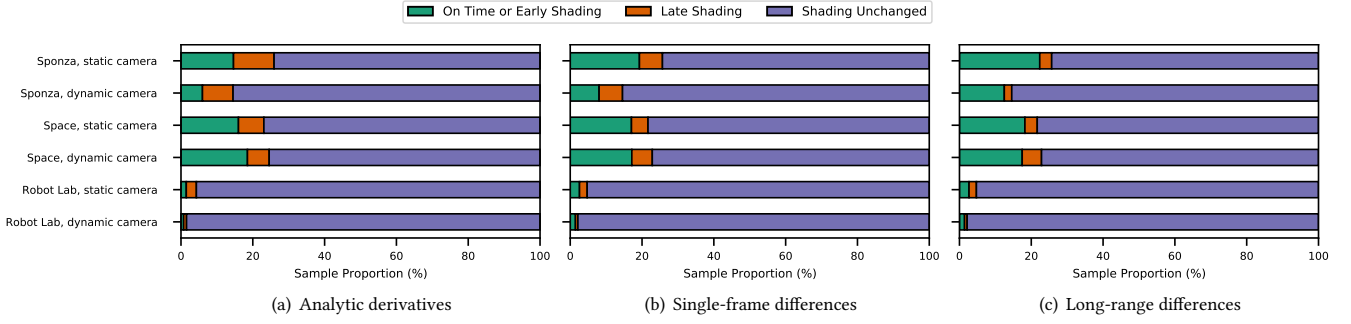 On Time or Early Shading Late Shading Shading Unchanged
Sponza, static camera
Sponza, dynamic camera
Space, static camera
Space, dynamic camera
Robot Lab, static camera
Robot Lab, dynamic camera
0 20 40 60 80 100
Sample Proportion (%)
(a) Analytic derivatives
0 20 40 60 80 100
Sample Proportion (%)
(b) Single-frame differences
0 20 40 60 80 100
Sample Proportion (%)
(c) Long-range differences